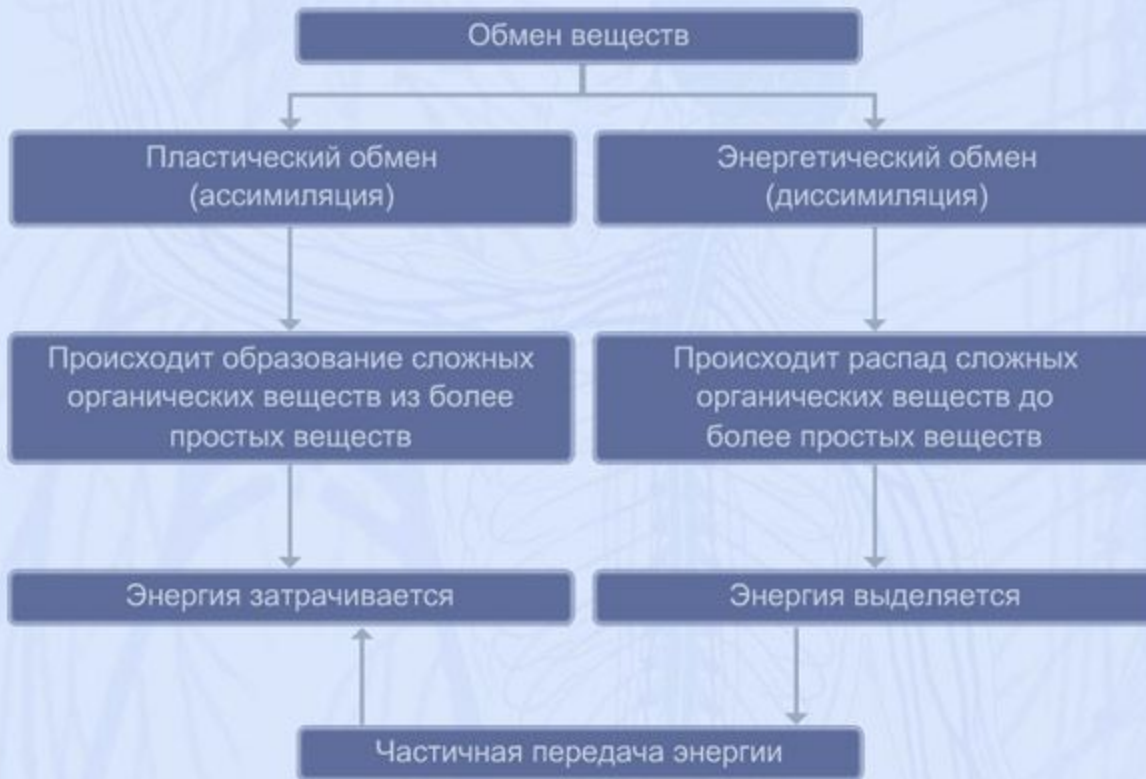 Обмен веществ
Пластический обмен
(ассимиляция)
Энергетический обмен
(диссимиляция)
Происходит образование сложных
органических веществ из более
простых веществ
Происходит распад сложных
органических веществ до
более простых веществ
Энергия затрачивается
Энергия выделяется
Частичная передача энергии